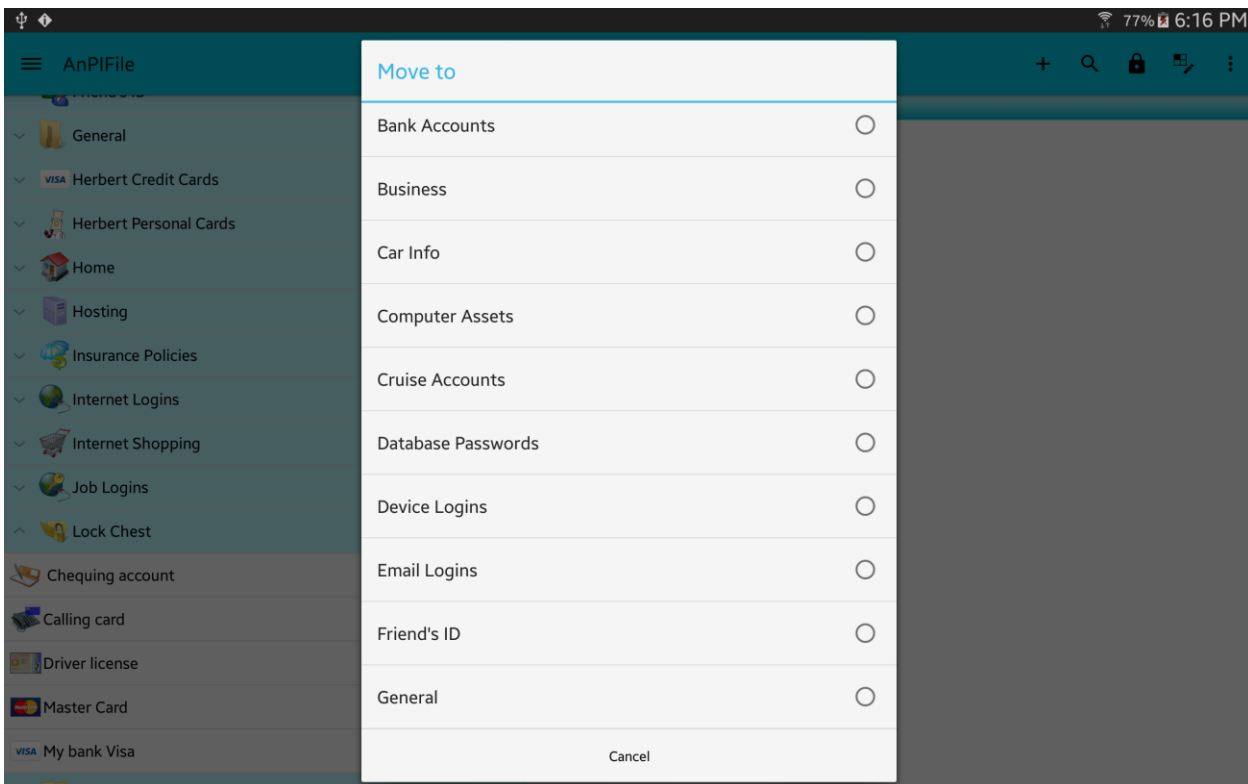 77% 6:16 PM
AnPIFile
General
VISA Herbert Credit Cards
Herbert Personal Cards
Home
Hosting
Insurance Policies
Internet Logins
Internet Shopping
Job Logins
Lock Chest
Chequing account
Calling card
Driver license
Master Card
VISA My bank Visa
Move to
Bank Accounts
Business
Car Info
Computer Assets
Cruise Accounts
Database Passwords
Device Logins
Email Logins
Friend's ID
General
Cancel